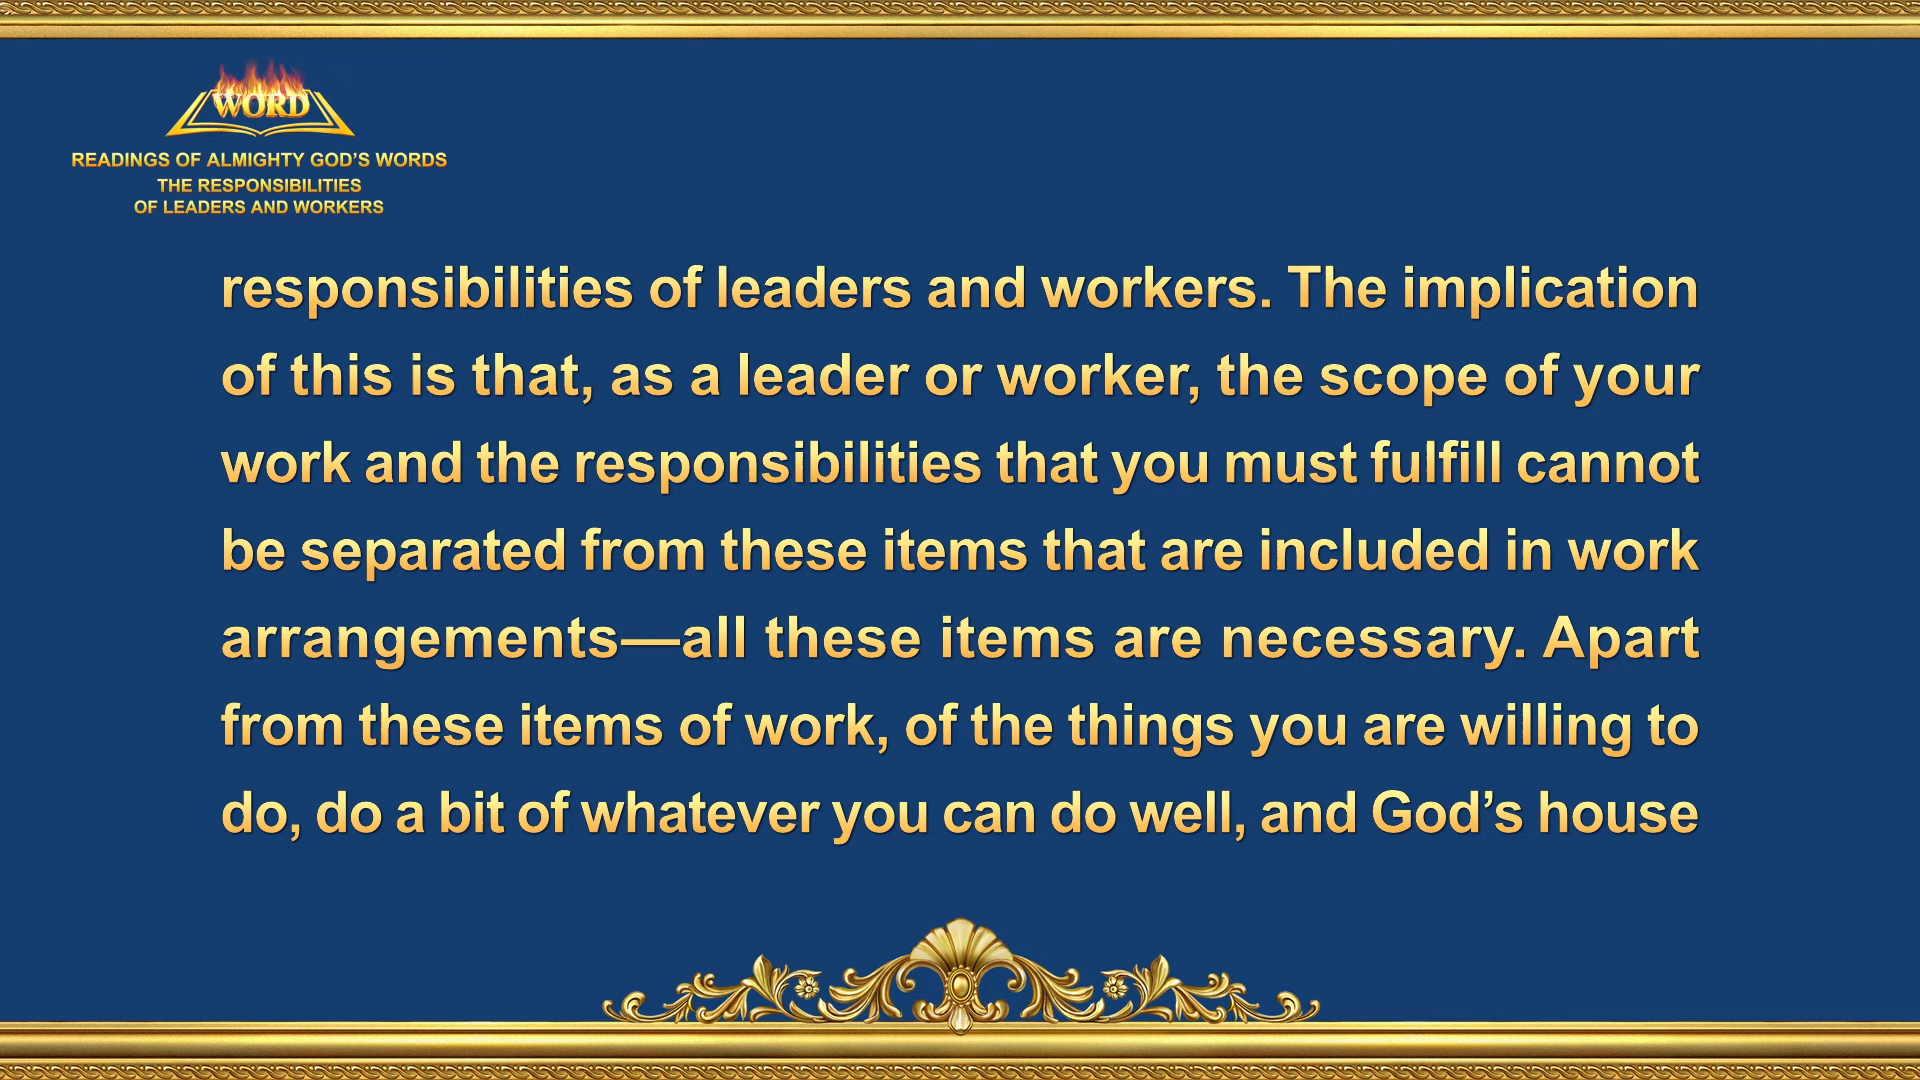 WORD
READINGS OF ALMIGHTY GOD’S WORDS
THE RESPONSIBILITIES
OF LEADERS AND WORKERS
responsibilities of leaders and workers. The implication
of this is that, as a leader or worker, the scope of your
work and the responsibilities that you must fulfill cannot
be separated from these items that are included in work
arrangements—all these items are necessary. Apart
from these items of work, of the things you are willing to
do, do a bit of whatever you can do well, and God’s house